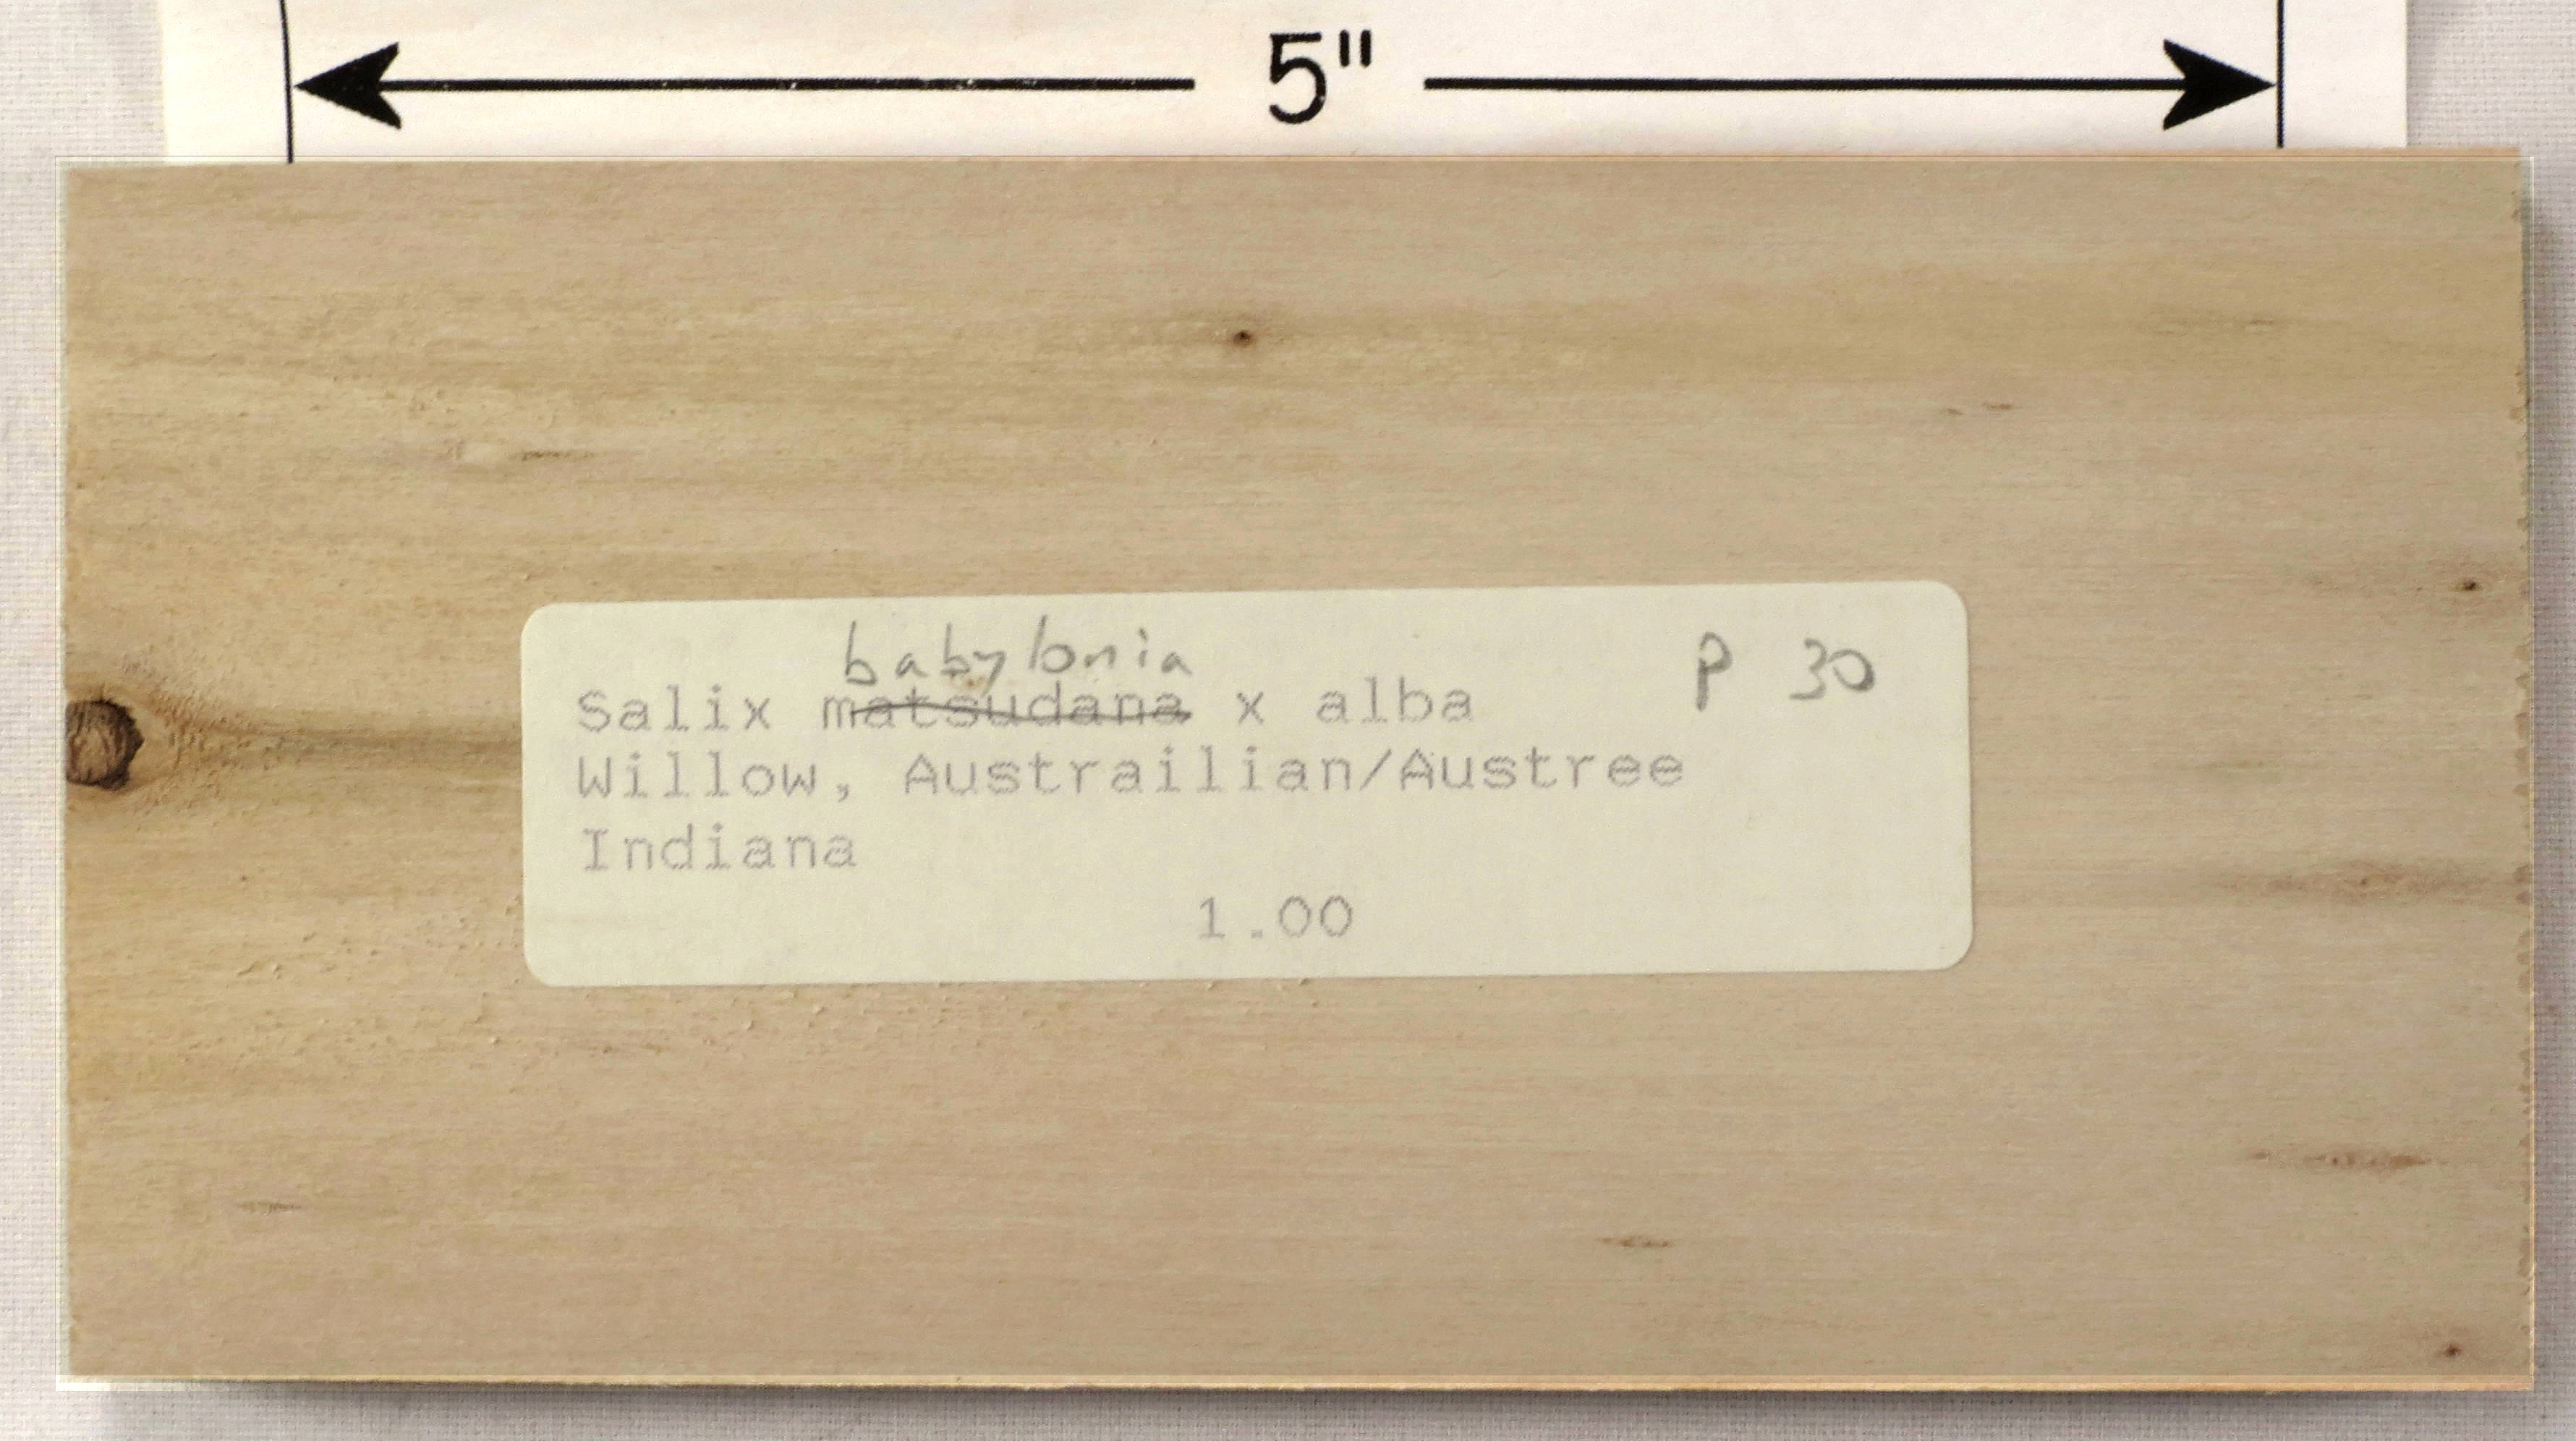 5"
babylonia P 30
Salix matsudana x alba
Willow, Austrailian/Austree
Indiana
1.00